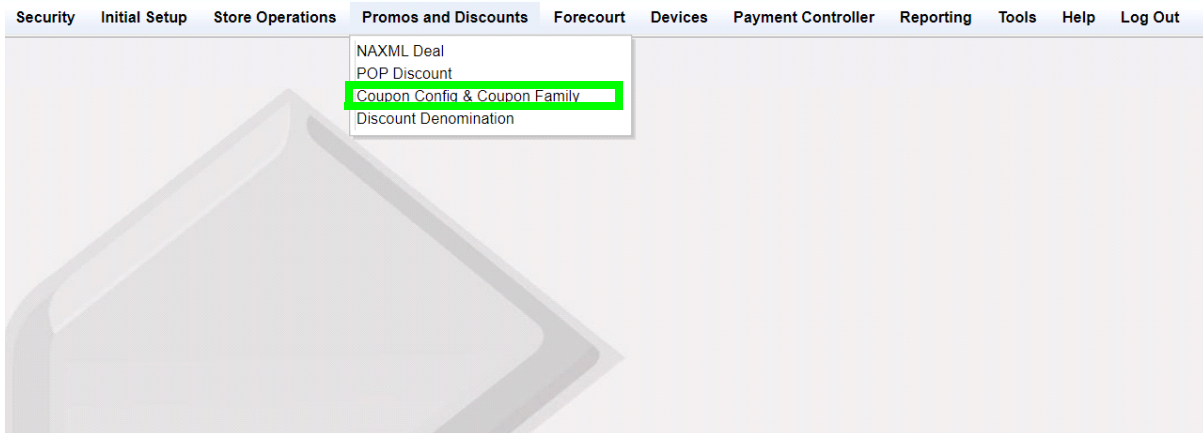 Security Initial Setup Store Operations Promos and Discounts Forecourt Devices Payment Controller Reporting Tools Help Log Out
NAXML Deal
POP Discount
Coupon Config & Coupon Family
Discount Denomination